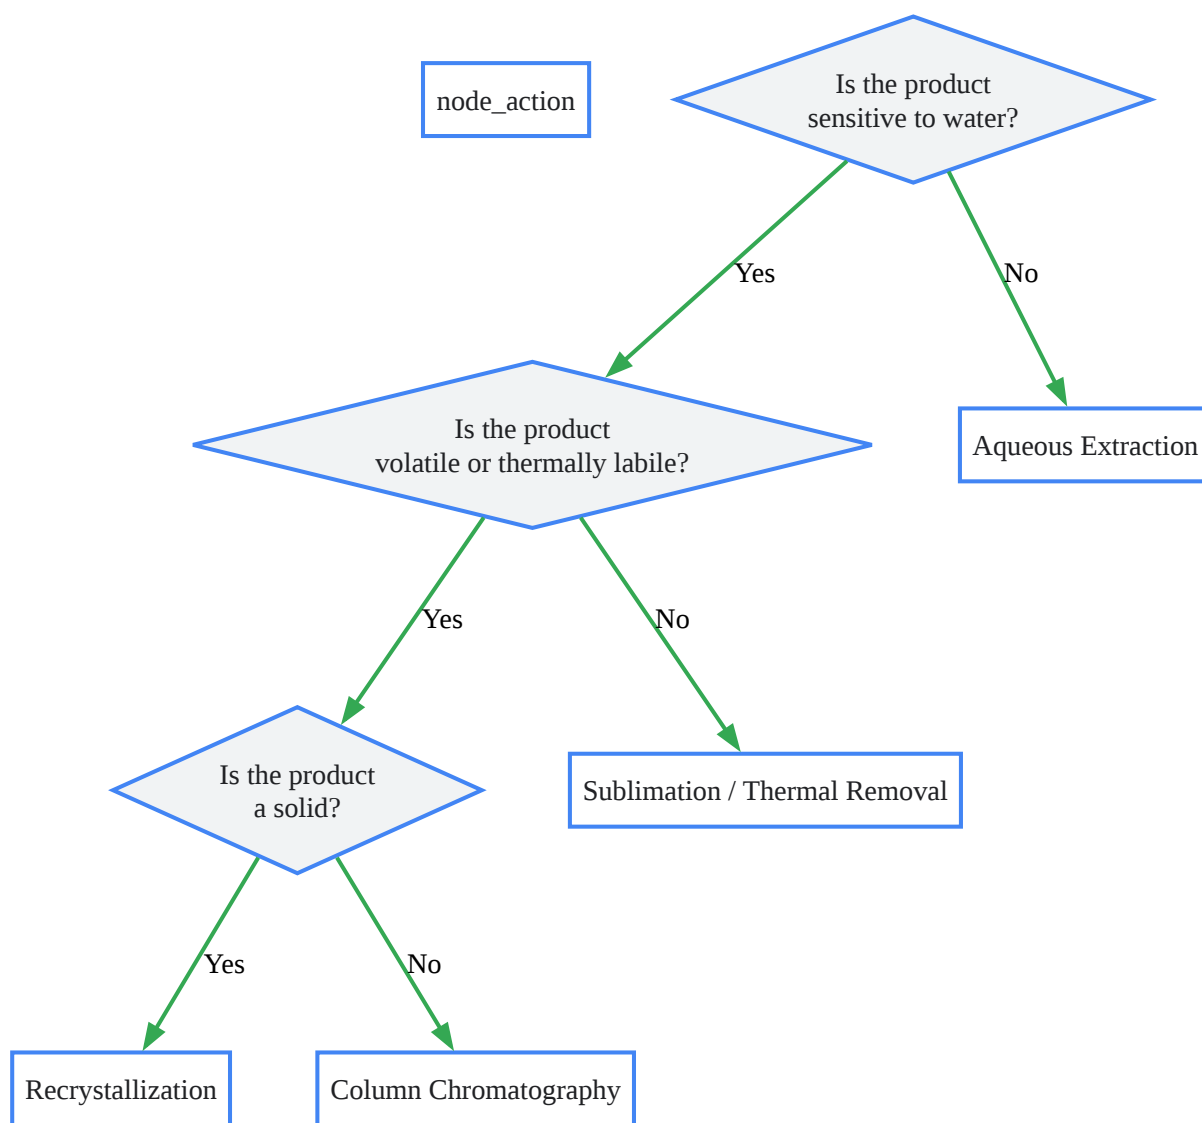 node_action
Is the product
sensitive to water?
Yes
No
Is the product
volatile or thermally labile?
Aqueous Extraction
Yes
No
Is the product
a solid?
Sublimation / Thermal Removal
Yes
No
Recrystallization
Column Chromatography